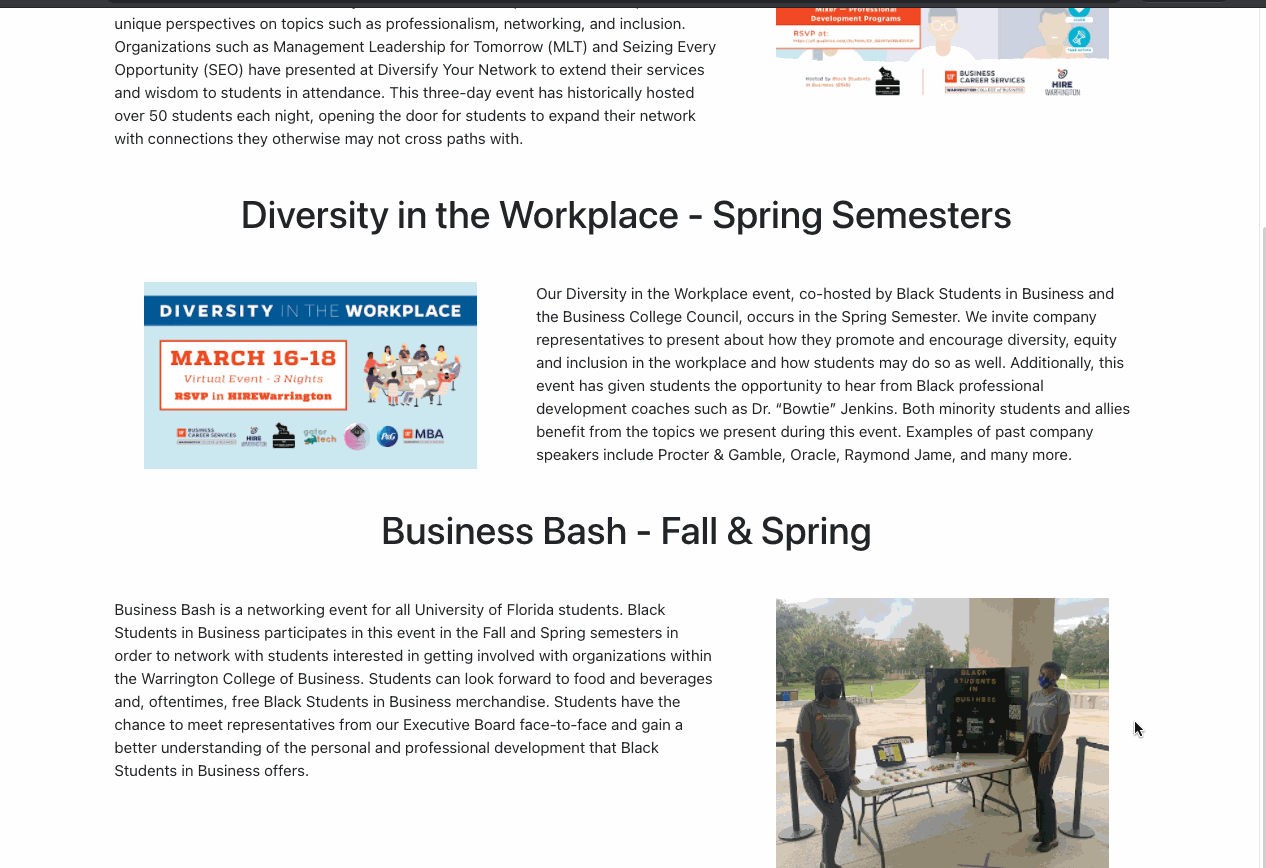 unique perspectives on topics such as professionalism, networking, and inclusion.
Organizations such as Management Leadership for Tomorrow (MLT) and Seizing Every
Opportunity (SEO) have presented at Diversify Your Network to extend their services
and wisdom to students in attendance. This three-day event has historically hosted
over 50 students each night, opening the door for students to expand their network
with connections they otherwise may not cross paths with.
Mixer — Professional
Development Programs
RSVP at:
Hosted by Black Students
in Business (BSB)
UF BUSINESS
CAREER SERVICES
WARRINGTON COLLEGE of BUSINESS
HIRE
WARRINGTON
Diversity in the Workplace - Spring Semesters
DIVERSITY IN THE WORKPLACE
MARCH 16-18
Virtual Event - 3 Nights
RSVP in HIREWarrington
UF BUSINESS
CAREER SERVICES
HIRE
WARRINGTON
gator
tech
P&G
UF MBA
Our Diversity in the Workplace event, co-hosted by Black Students in Business and
the Business College Council, occurs in the Spring Semester. We invite company
representatives to present about how they promote and encourage diversity, equity
and inclusion in the workplace and how students may do so as well. Additionally, this
event has given students the opportunity to hear from Black professional
development coaches such as Dr. “Bowtie” Jenkins. Both minority students and allies
benefit from the topics we present during this event. Examples of past company
speakers include Procter & Gamble, Oracle, Raymond Jame, and many more.
Business Bash - Fall & Spring
Business Bash is a networking event for all University of Florida students. Black
Students in Business participates in this event in the Fall and Spring semesters in
order to network with students interested in getting involved with organizations within
the Warrington College of Business. Students can look forward to food and beverages
and, oftentimes, free Black Students in Business merchandise. Students have the
chance to meet representatives from our Executive Board face-to-face and gain a
better understanding of the personal and professional development that Black
Students in Business offers.
BLACK
STUDENTS
IN
BUSINESS